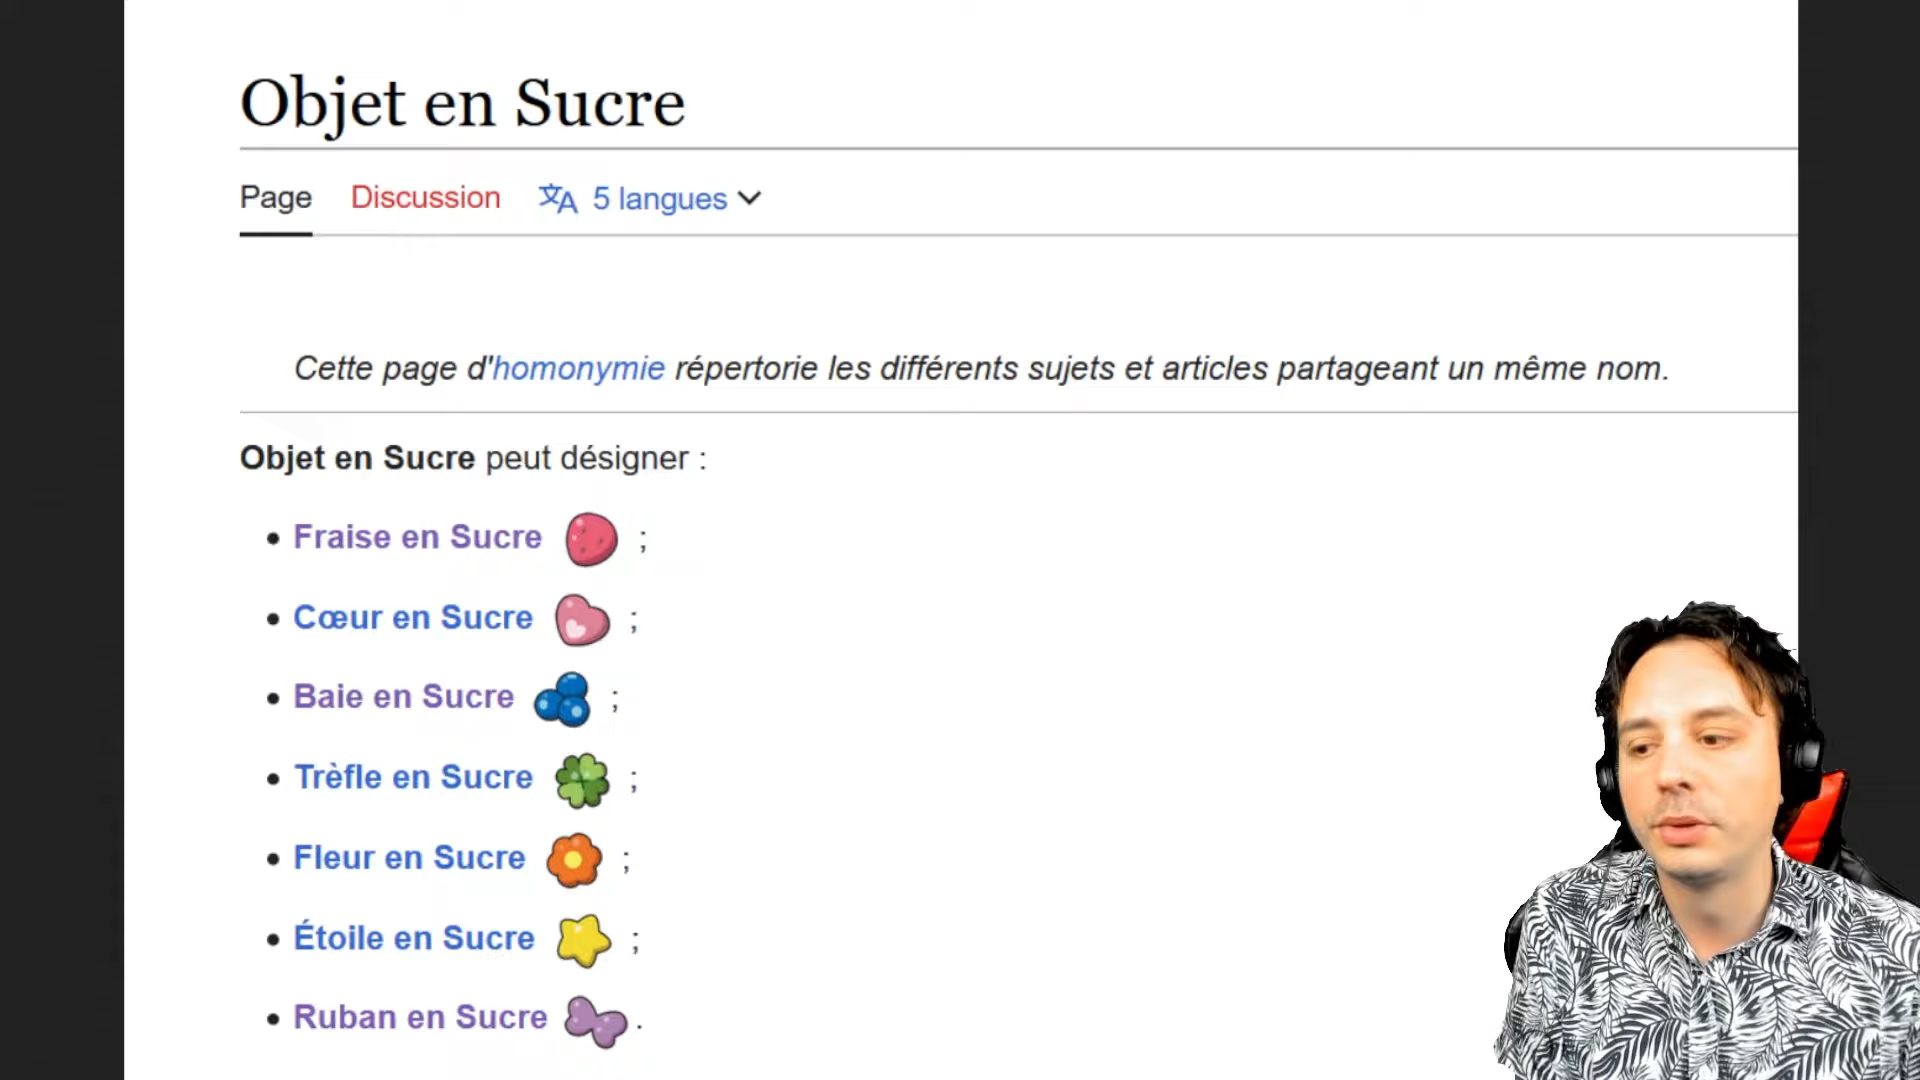 Objet en Sucre
Page Discussion 5 langues
Cette page d'homonymie répertorie les différents sujets et articles partageant un même nom.
Objet en Sucre peut désigner :
• Fraise en Sucre ;
• Cœur en Sucre ;
• Baie en Sucre ;
• Trèfle en Sucre ;
• Fleur en Sucre ;
• Étoile en Sucre ;
• Ruban en Sucre .